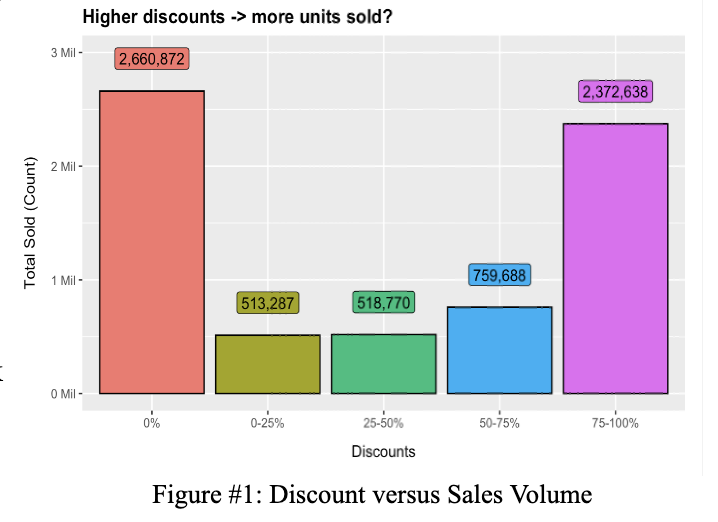 Higher discounts -> more units sold?
3 Mil
2,660,872
2,372,638
2 Mil
Total Sold (Count)
1 Mil
759,688
513,287
518,770
0 Mil
0%
0-25%
25-50%
50-75%
75-100%
Discounts
Figure #1: Discount versus Sales Volume